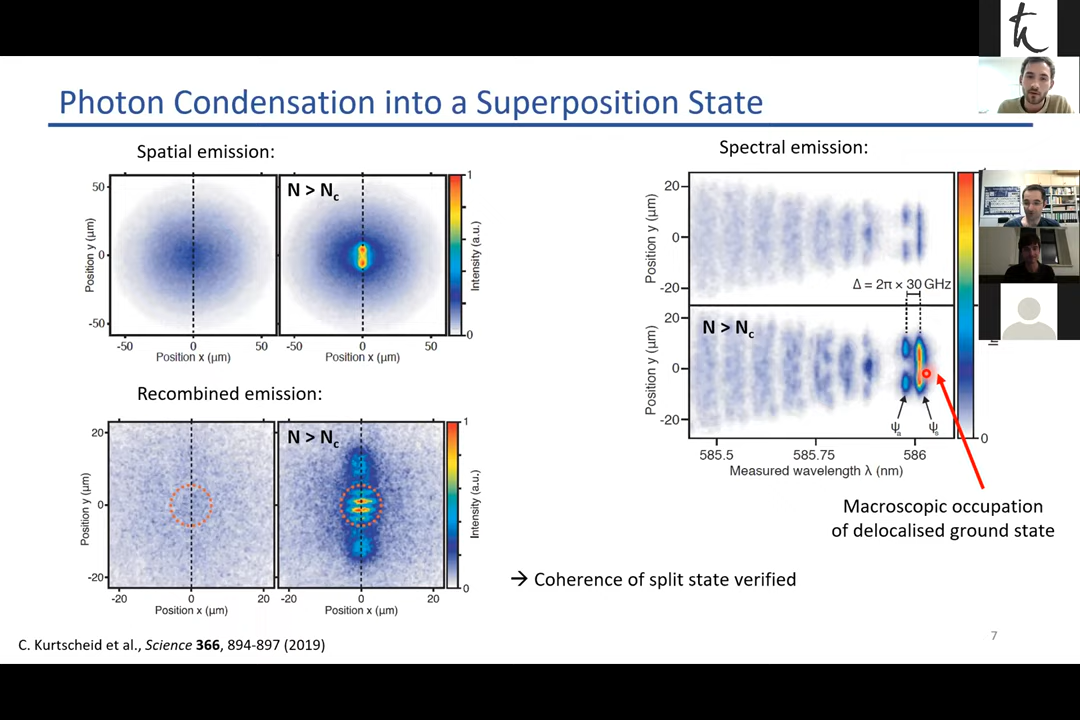 Photon Condensation into a Superposition State
Spatial emission:
50
0
-50
Position y (µm)
N > Nc
1
0
Intensity (a.u.)
-50 0 50 -50 0 50
Position x (µm) Position x (µm)
Spectral emission:
20
0
-20
Position y (µm)
Δ = 2π × 30 GHz
20
0
-20
Position y (µm)
N > Nc
ψa ψs
0
585.5 585.75 586
Measured wavelength λ (nm)
Macroscopic occupation
of delocalised ground state
Recombined emission:
20
0
-20
Position y (µm)
N > Nc
1
0
Intensity (a.u.)
-20 0 20 -20 0 20
Position x (µm) Position x (µm)
→ Coherence of split state verified
C. Kurtscheid et al., Science 366, 894-897 (2019)
7